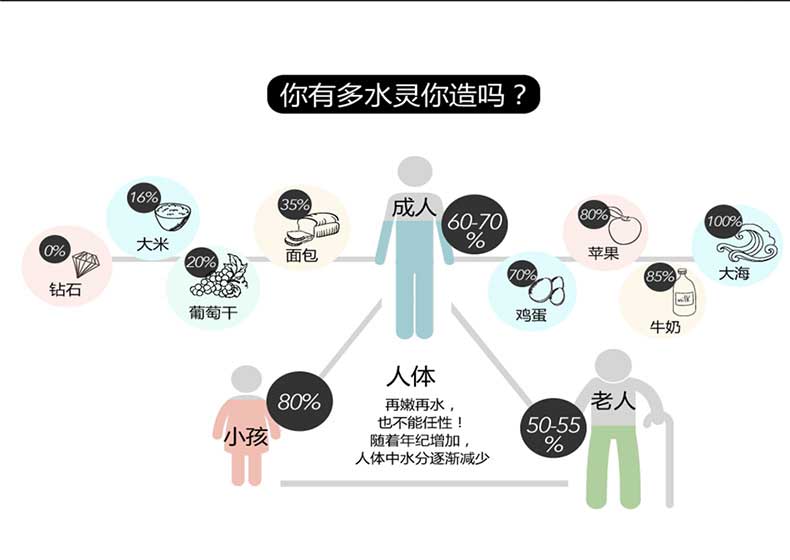 你有多水灵你造吗？
0%
钻石
16%
大米
20%
葡萄干
35%
面包
成人
60-70
%
70%
鸡蛋
80%
苹果
85%
milk
牛奶
100%
大海
80%
小孩
人体
再嫩再水，
也不能任性！
随着年纪增加，
人体中水分逐渐减少
50-55
%
老人